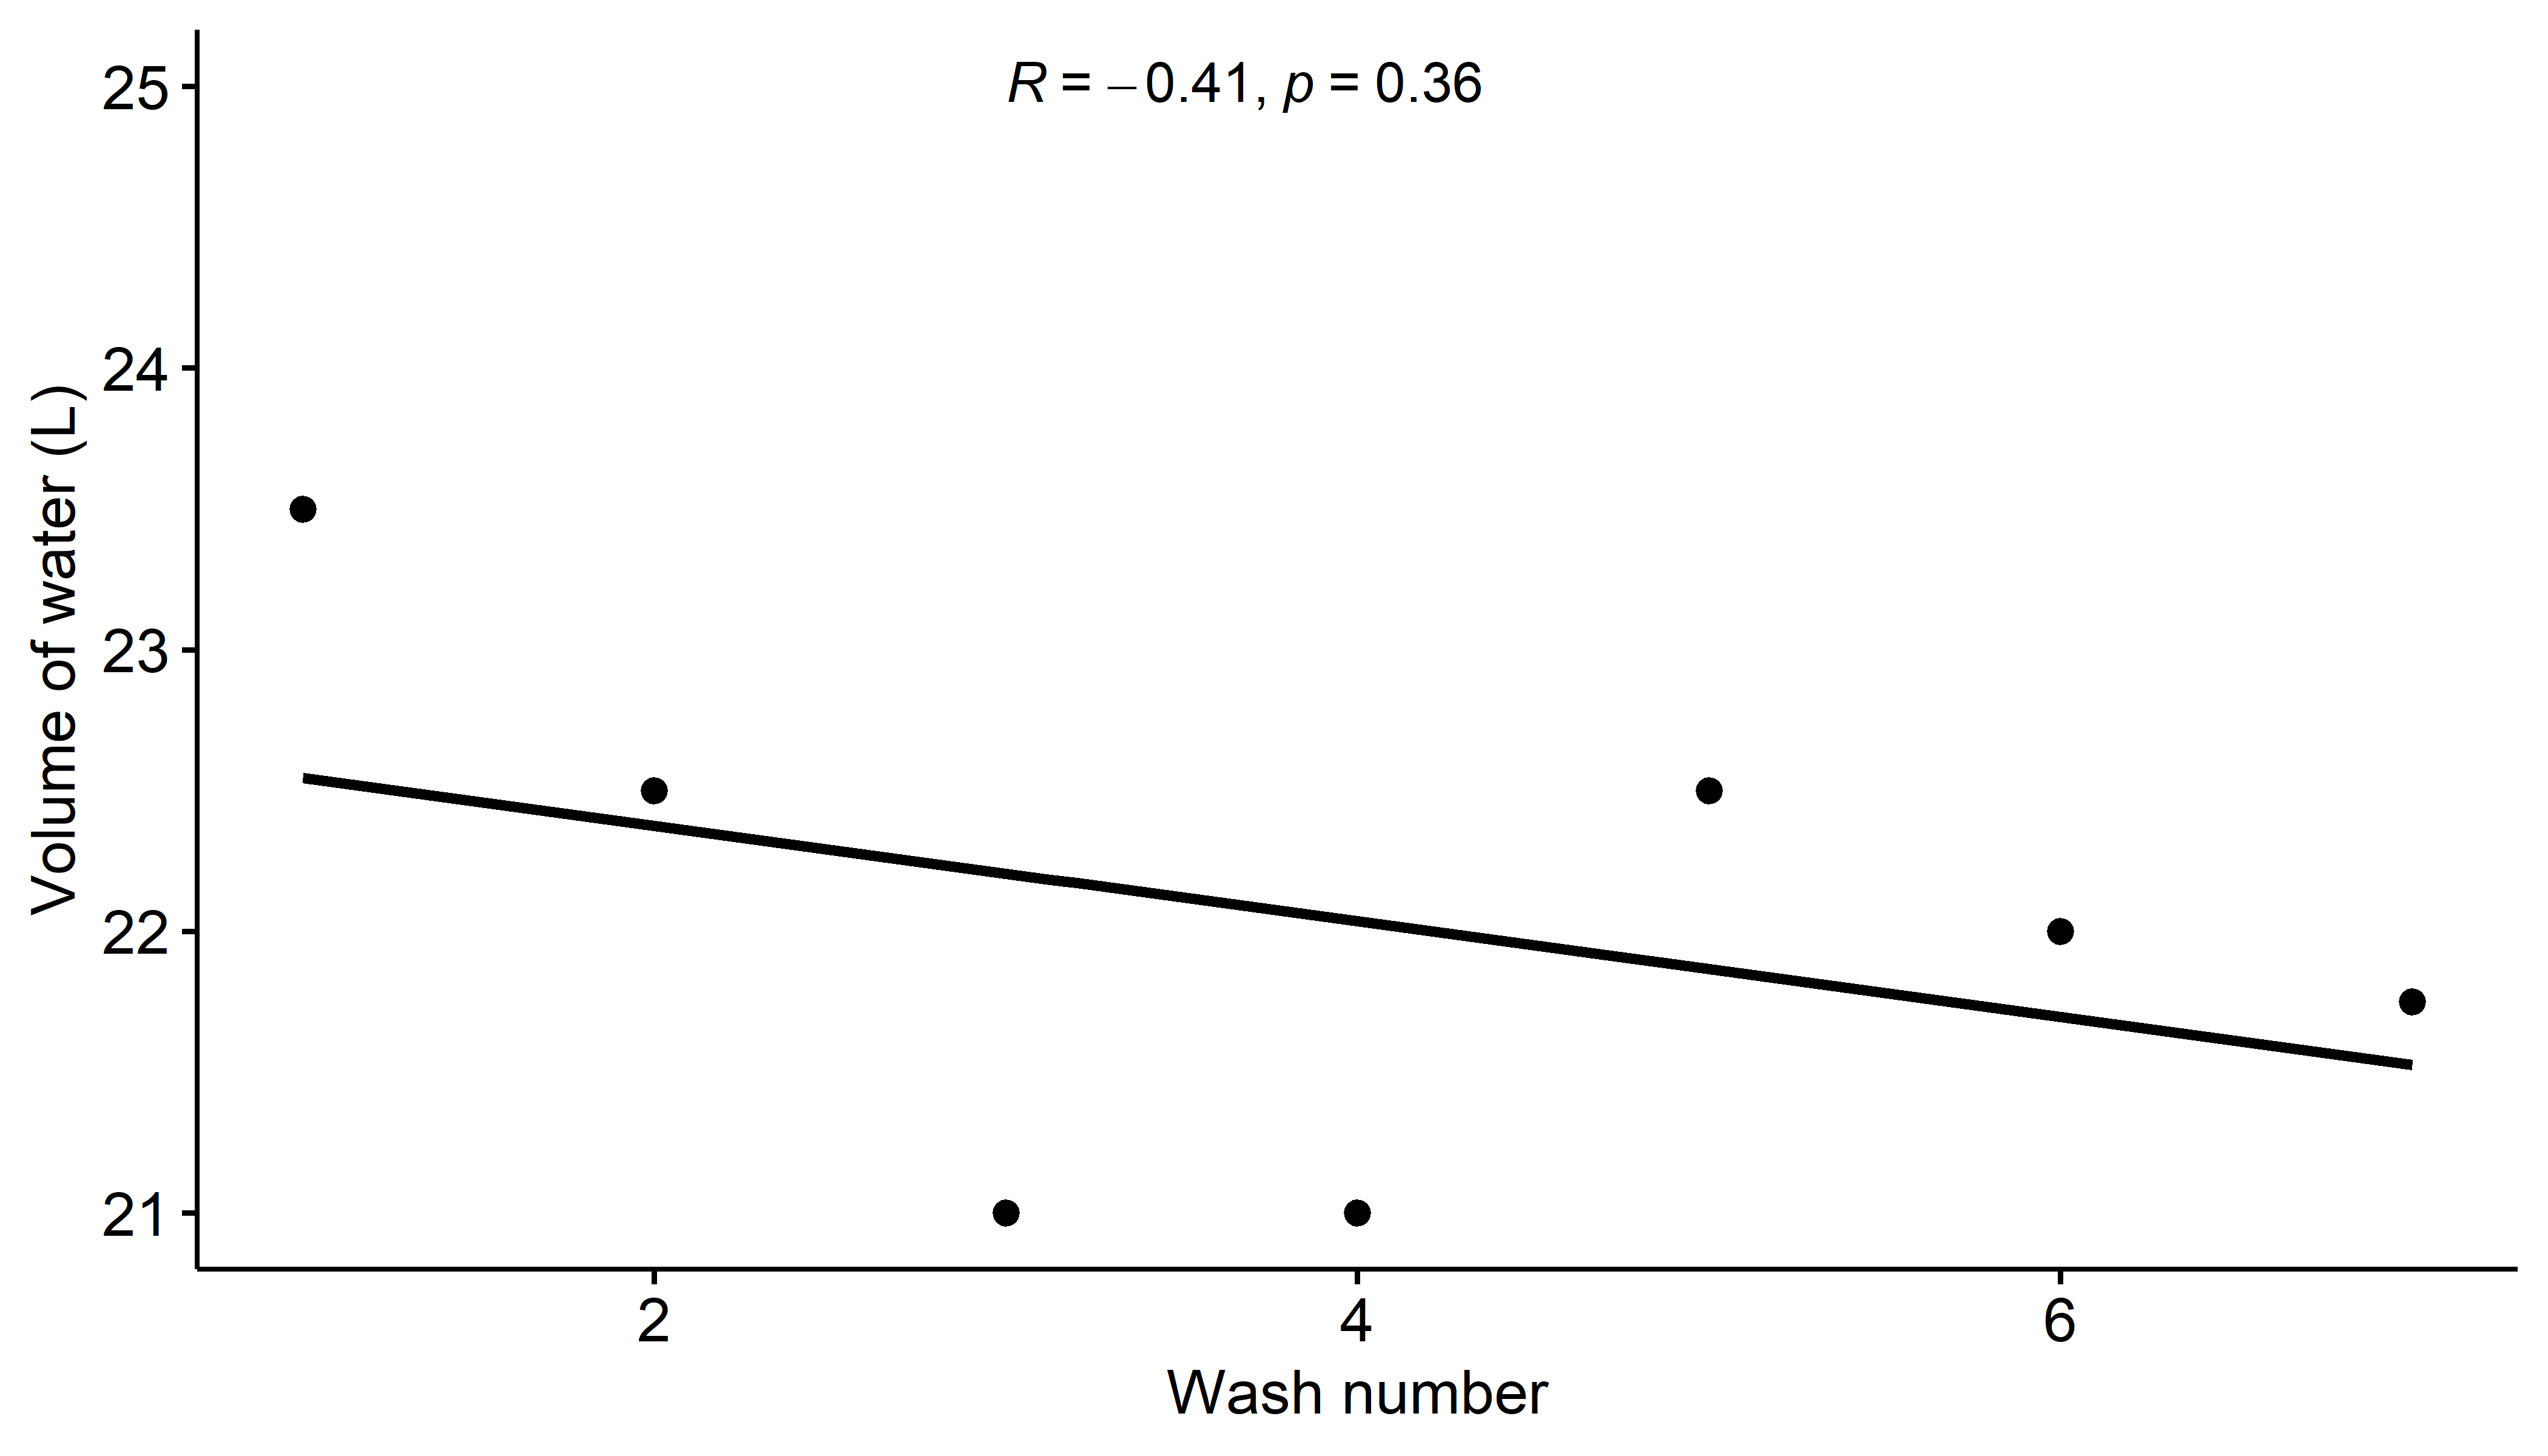 R = −0.41, p = 0.36
25
24
23
22
21
Volume of water (L)
2 4 6
Wash number